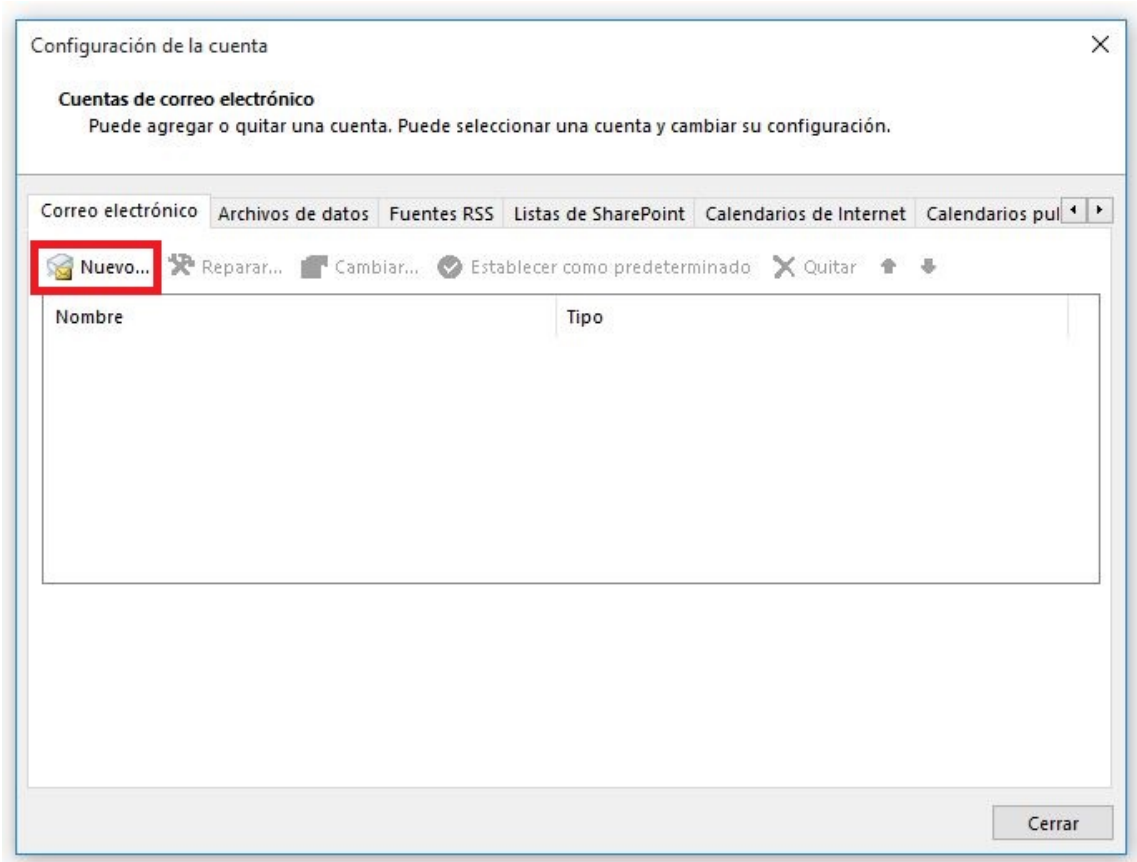 Configuración de la cuenta
Cuentas de correo electrónico
Puede agregar o quitar una cuenta. Puede seleccionar una cuenta y cambiar su configuración.
Correo electrónico Archivos de datos Fuentes RSS Listas de SharePoint Calendarios de Internet Calendarios pul
Nuevo... Reparar... Cambiar... Establecer como predeterminado Quitar
Nombre Tipo
Cerrar